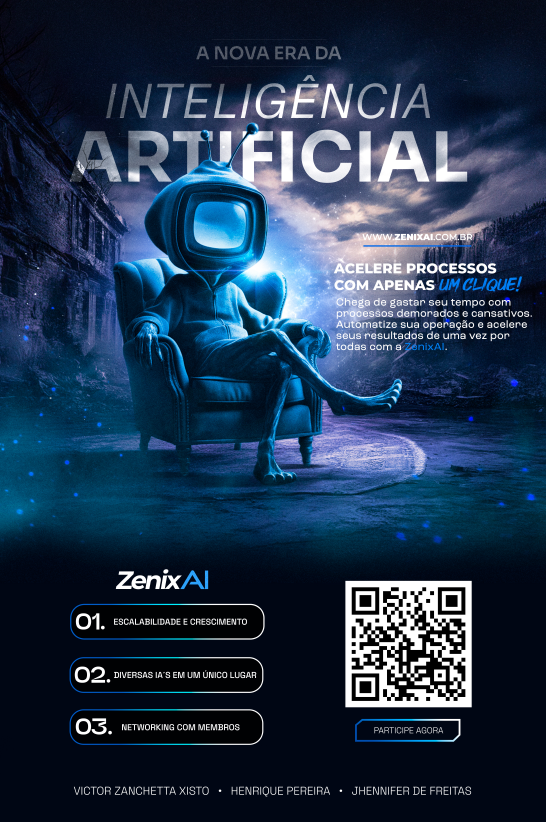 A NOVA ERA DA
INTELIGÊNCIA
ARTIFICIAL
WWW.ZENIXAI.COM.BR
ACELERE PROCESSOS
COM APENAS UM CLIQUE!
Chega de gastar seu tempo com
processos demorados e cansativos.
Automatize sua operação e acelere
seus resultados de uma vez por
todas com a ZenixAI.
ZenixAI
01. ESCALABILIDADE E CRESCIMENTO
02. DIVERSAS IA'S EM UM ÚNICO LUGAR
03. NETWORKING COM MEMBROS
PARTICIPE AGORA
VICTOR ZANCHETTA XISTO • HENRIQUE PEREIRA • JHENNIFER DE FREITAS